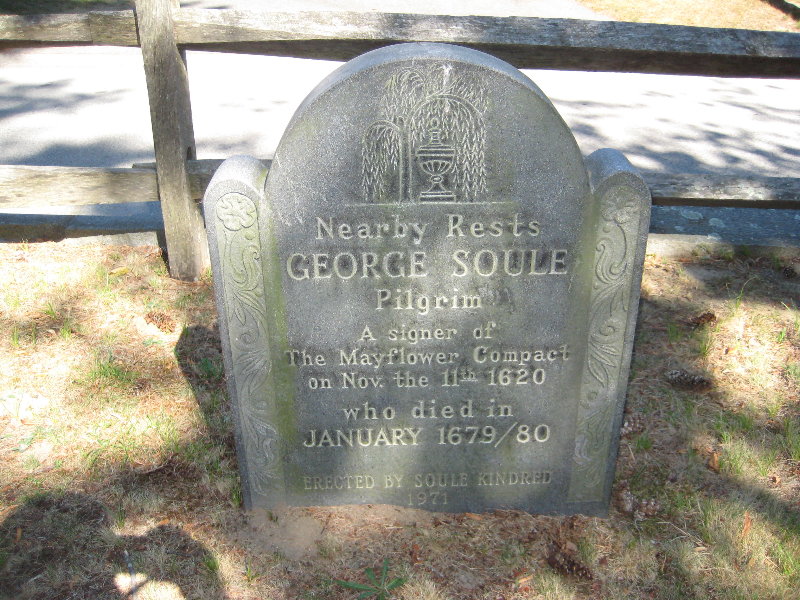 Nearby Rests
GEORGE SOULE
Pilgrim
A signer of
The Mayflower Compact
on Nov. the 11th 1620
who died in
JANUARY 1679/80
ERECTED BY SOULE KINDRED
1971